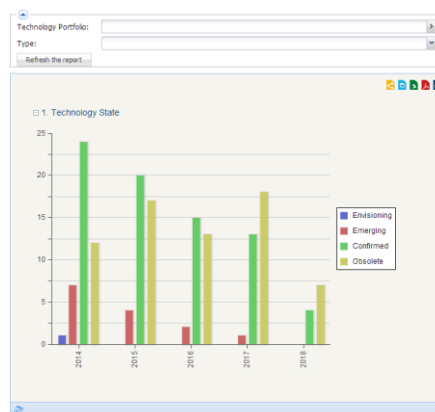 Technology Portfolio:
Type:
Refresh the report
1. Technology State
25
20
15
10
5
0
2014
2015
2016
2017
2018
Envisioning
Emerging
Confirmed
Obsolete